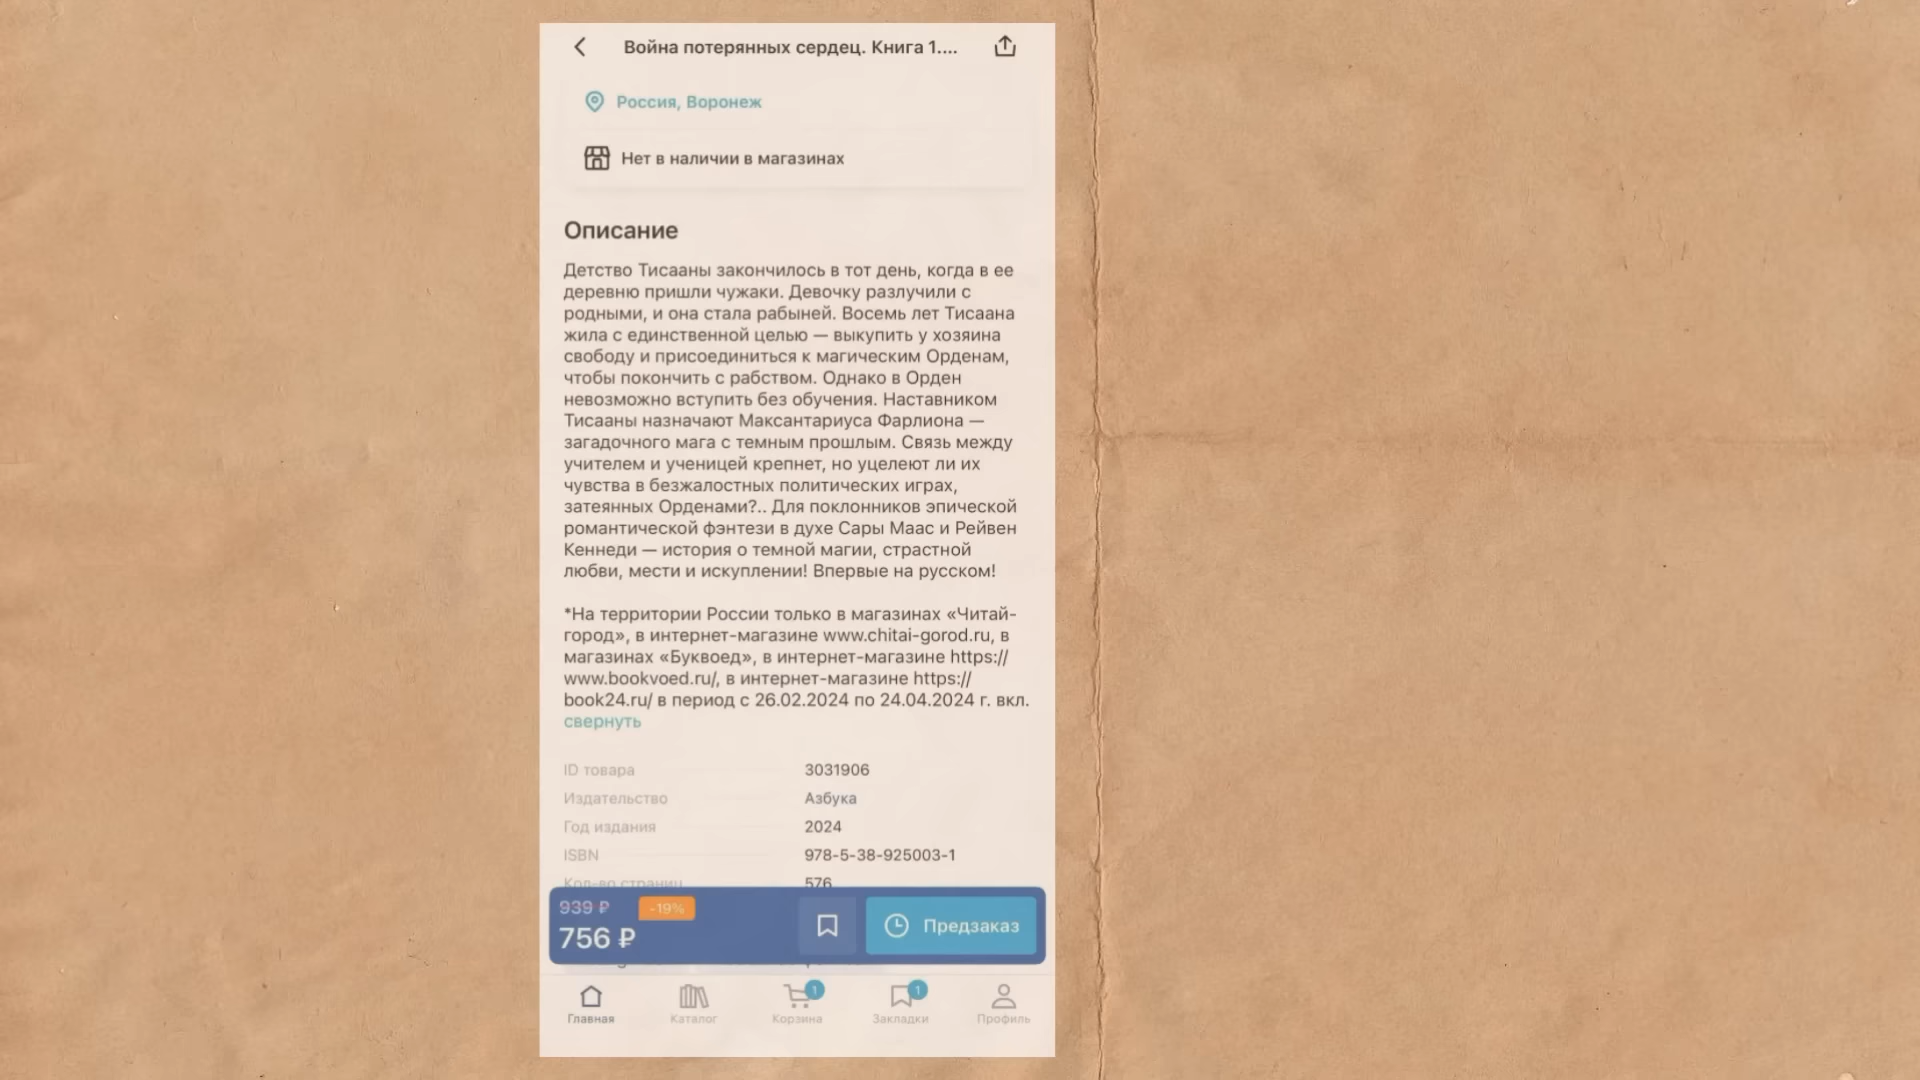 Война потерянных сердец. Книга 1....
Россия, Воронеж
Нет в наличии в магазинах
Описание
Детство Тисааны закончилось в тот день, когда в ее
деревню пришли чужаки. Девочку разлучили с
родными, и она стала рабыней. Восемь лет Тисаана
жила с единственной целью — выкупить у хозяина
свободу и присоединиться к магическим Орденам,
чтобы покончить с рабством. Однако в Орден
невозможно вступить без обучения. Наставником
Тисааны назначают Максантариуса Фарлиона —
загадочного мага с темным прошлым. Связь между
учителем и ученицей крепнет, но уцелеют ли их
чувства в безжалостных политических играх,
затеянных Орденами?.. Для поклонников эпической
романтической фэнтези в духе Сары Маас и Рейвен
Кеннеди — история о темной магии, страстной
любви, мести и искуплении! Впервые на русском!
*На территории России только в магазинах «Читай-
город», в интернет-магазине www.chitai-gorod.ru, в
магазинах «Буквоед», в интернет-магазине https://
www.bookvoed.ru/, в интернет-магазине https://
book24.ru/ в период с 26.02.2024 по 24.04.2024 г. вкл.
свернуть
ID товара 3031906
Издательство Азбука
Год издания 2024
ISBN 978-5-38-925003-1
Кол-во страниц 576
939 ₽ -19%
756 ₽
Предзаказ
1 1
Главная Каталог Корзина Закладки Профиль